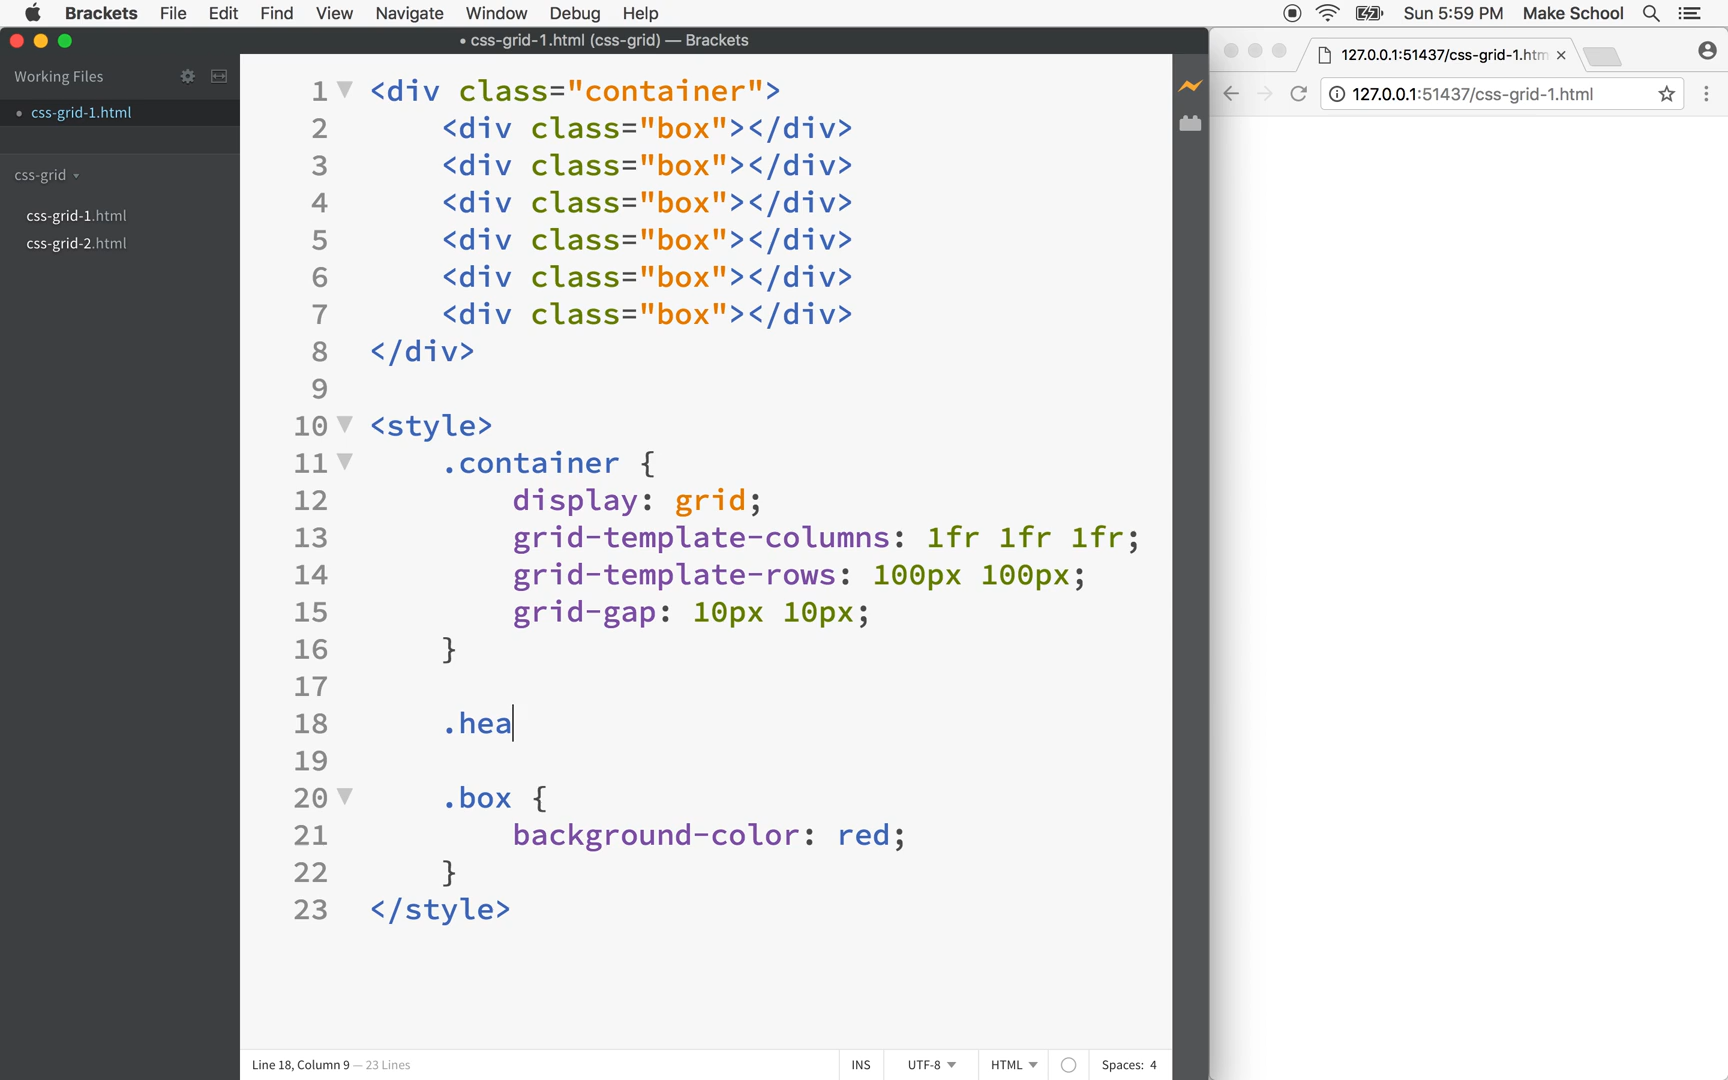 Brackets File Edit Find View Navigate Window Debug Help Sun 5:59 PM Make School
• css-grid-1.html (css-grid) — Brackets
127.0.0.1:51437/css-grid-1.htm
127.0.0.1:51437/css-grid-1.html
Working Files
• css-grid-1.html
css-grid
css-grid-1.html
css-grid-2.html
1 <div class="container">
2 <div class="box"></div>
3 <div class="box"></div>
4 <div class="box"></div>
5 <div class="box"></div>
6 <div class="box"></div>
7 <div class="box"></div>
8 </div>
9
10 <style>
11 .container {
12 display: grid;
13 grid-template-columns: 1fr 1fr 1fr;
14 grid-template-rows: 100px 100px;
15 grid-gap: 10px 10px;
16 }
17
18 .hea
19
20 .box {
21 background-color: red;
22 }
23 </style>
Line 18, Column 9 — 23 Lines INS UTF-8 HTML Spaces: 4